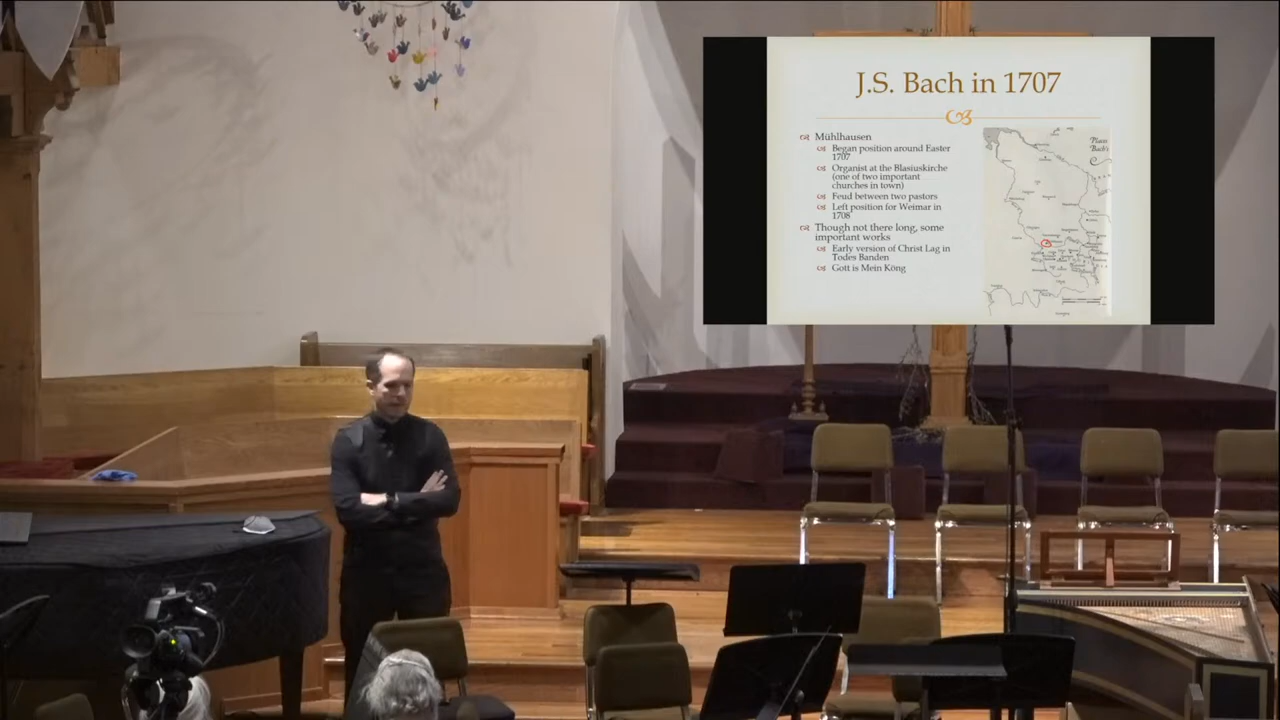 J.S. Bach in 1707
Mühlhausen
Began position around Easter
1707
Organist at the Blasiuskirche
(one of two important
churches in town)
Feud between two pastors
Left position for Weimar in
1708
Though not there long, some
important works
Early version of Christ Lag in
Todes Banden
Gott is Mein Köng
Places
Bach's